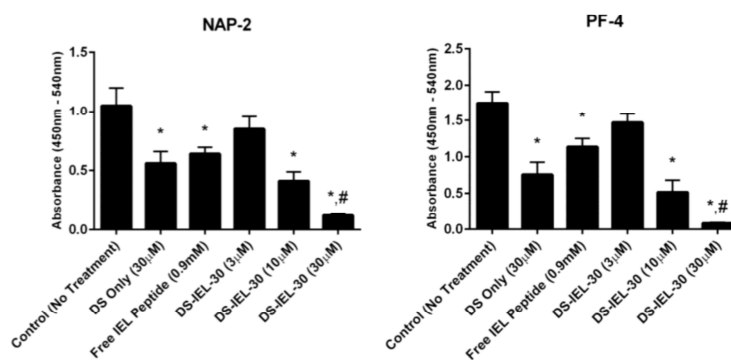 NAP-2
Absorbance (450nm - 540nm)
1.5
1.0
0.5
0.0
*
*
*
*,#
Control (No Treatment)
DS Only (30μM)
Free IEL Peptide (0.9mM)
DS-IEL-30 (3μM)
DS-IEL-30 (10μM)
DS-IEL-30 (30μM)
PF-4
Absorbance (450nm - 540nm)
2.5
2.0
1.5
1.0
0.5
0.0
*
*
*
*,#
Control (No Treatment)
DS Only (30μM)
Free IEL Peptide (0.9mM)
DS-IEL-30 (3μM)
DS-IEL-30 (10μM)
DS-IEL-30 (30μM)